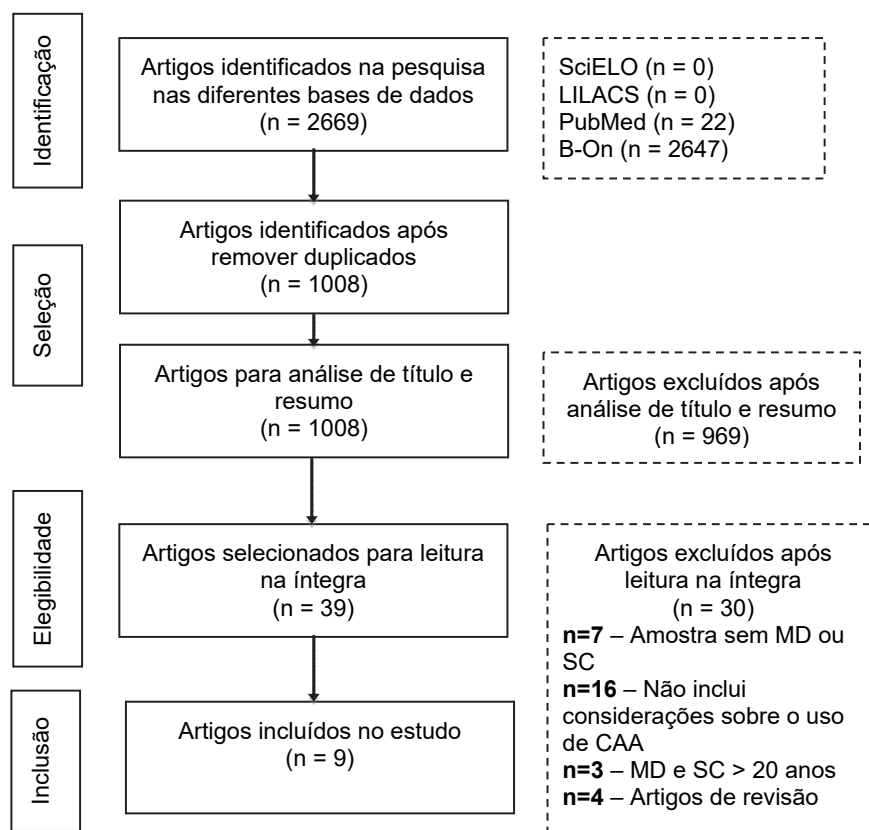 Identificação
Artigos identificados na pesquisa
nas diferentes bases de dados
(n = 2669)
SciELO (n = 0)
LILACS (n = 0)
PubMed (n = 22)
B-On (n = 2647)
Seleção
Artigos identificados após
remover duplicados
(n = 1008)
Artigos para análise de título e
resumo
(n = 1008)
Artigos excluídos após
análise de título e resumo
(n = 969)
Elegibilidade
Artigos selecionados para leitura
na íntegra
(n = 39)
Artigos excluídos após
leitura na íntegra
(n = 30)
n=7 – Amostra sem MD ou
SC
n=16 – Não inclui
considerações sobre o uso
de CAA
n=3 – MD e SC > 20 anos
n=4 – Artigos de revisão
Inclusão
Artigos incluídos no estudo
(n = 9)